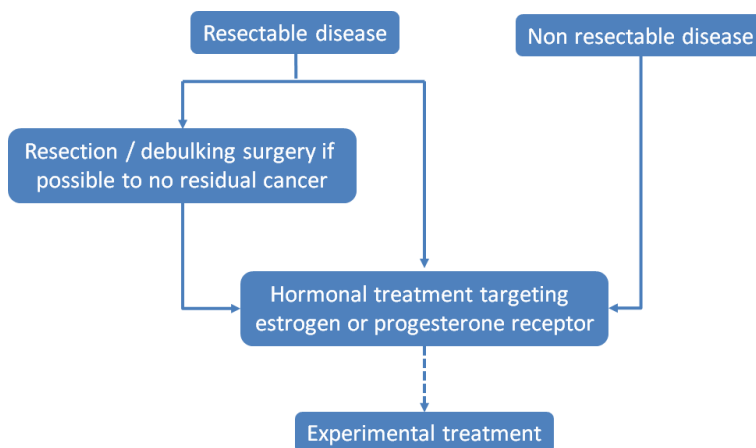 Resectable disease
Non resectable disease
Resection / debulking surgery if
possible to no residual cancer
Hormonal treatment targeting
estrogen or progesterone receptor
Experimental treatment